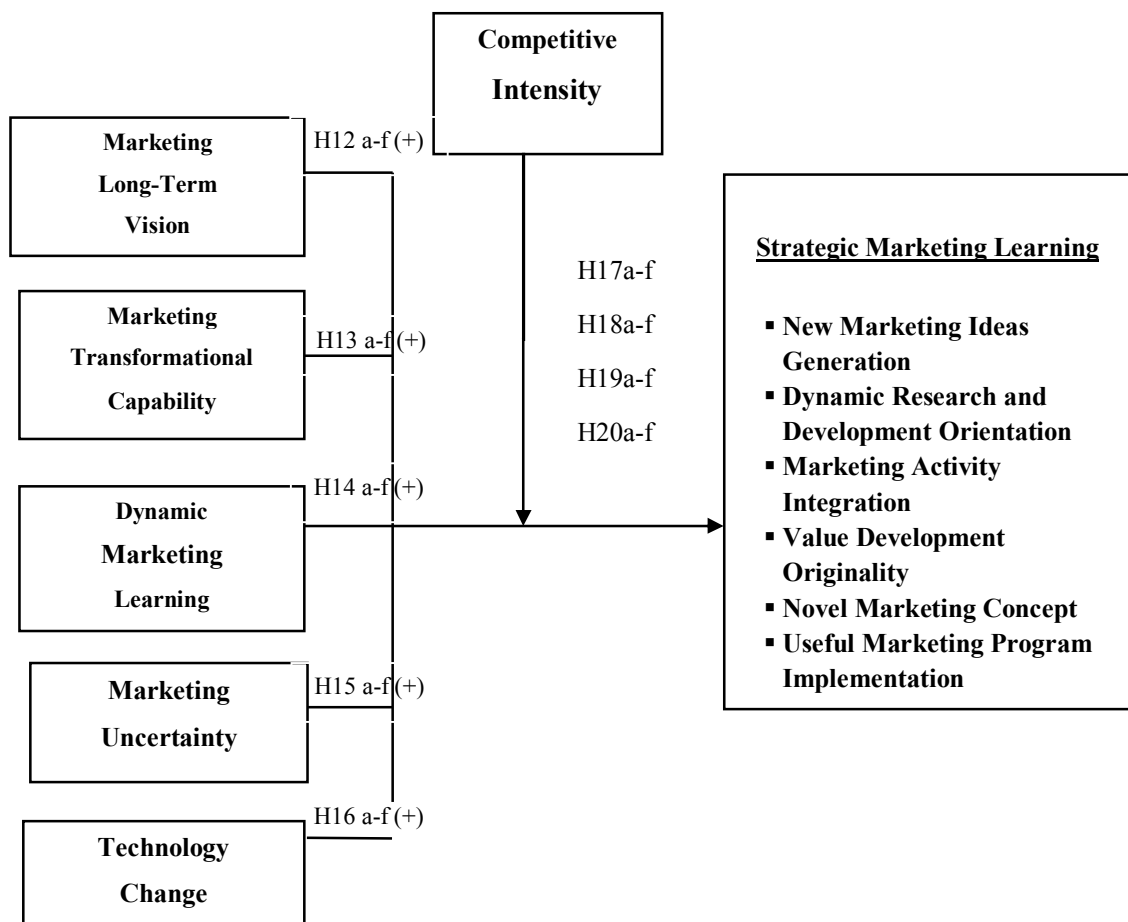 Competitive
Intensity
Marketing
Long-Term
Vision
H12 a-f (+)
Marketing
Transformational
Capability
H13 a-f (+)
Dynamic
Marketing
Learning
H14 a-f (+)
Marketing
Uncertainty
H15 a-f (+)
Technology
Change
H16 a-f (+)
H17a-f
H18a-f
H19a-f
H20a-f
Strategic Marketing Learning
▪ New Marketing Ideas
Generation
▪ Dynamic Research and
Development Orientation
▪ Marketing Activity
Integration
▪ Value Development
Originality
▪ Novel Marketing Concept
▪ Useful Marketing Program
Implementation